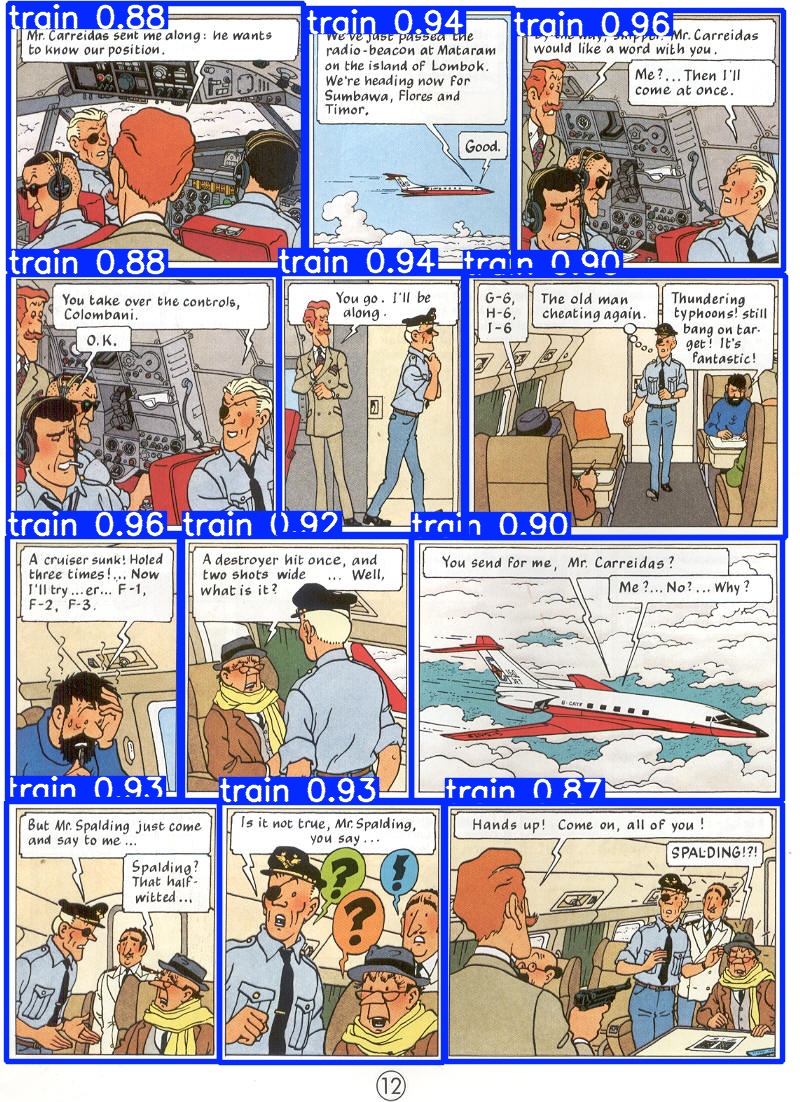 train 0.88
Mr. Carreidas sent me along: he wants
to know our position.
train 0.94
We've just passed the
radio-beacon at Mataram
on the island of Lombok.
We're heading now for
Sumbawa, Flores and
Timor.
Good.
train 0.96
By the way, skipper, Mr. Carreidas
would like a word with you.
Me?... Then I'll
come at once.
train 0.88
You take over the controls,
Colombani.
O.K.
train 0.94
You go. I'll be
along.
train 0.90
G-6,
H-6,
I-6
The old man
cheating again.
Thundering
typhoons! still
bang on tar-
get! It's
fantastic!
train 0.96
A cruiser sunk! Holed
three times!... Now
I'll try ...er... F-1,
F-2, F-3.
train 0.92
A destroyer hit once, and
two shots wide ... Well,
what is it?
train 0.90
You send for me, Mr. Carreidas?
Me?... No?... Why?
160
JET
G-CATX
train 0.93
But Mr. Spalding just come
and say to me ...
Spalding?
That half-
witted...
train 0.93
Is it not true, Mr. Spalding,
you say ...
?
?
!
train 0.87
Hands up! Come on, all of you!
SPALDING!?!
12